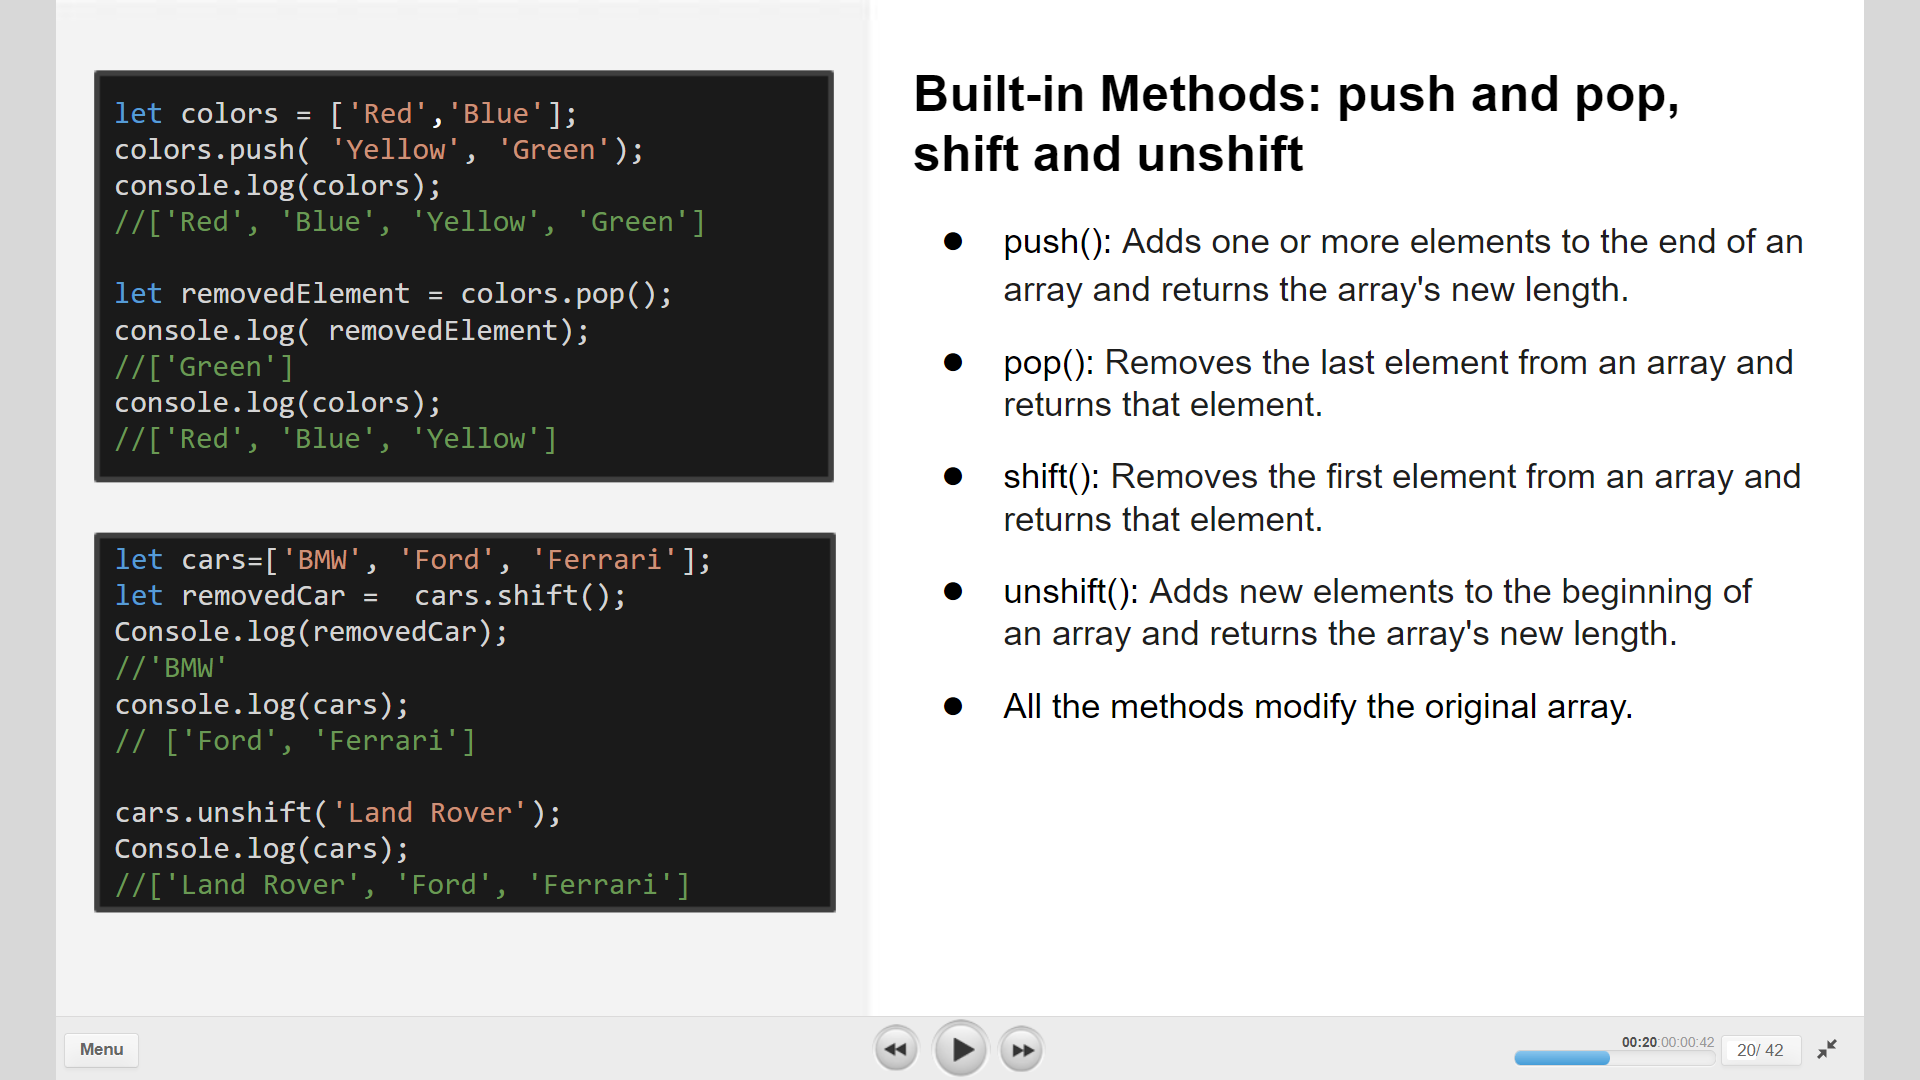 let colors = ['Red','Blue'];
colors.push( 'Yellow', 'Green');
console.log(colors);
//['Red', 'Blue', 'Yellow', 'Green']
let removedElement = colors.pop();
console.log( removedElement);
//['Green']
console.log(colors);
//['Red', 'Blue', 'Yellow']
let cars=['BMW', 'Ford', 'Ferrari'];
let removedCar =  cars.shift();
Console.log(removedCar);
//'BMW'
console.log(cars);
// ['Ford', 'Ferrari']
cars.unshift('Land Rover');
Console.log(cars);
//['Land Rover', 'Ford', 'Ferrari']
Built-in Methods: push and pop,
shift and unshift
● push(): Adds one or more elements to the end of an
array and returns the array's new length.
● pop(): Removes the last element from an array and
returns that element.
● shift(): Removes the first element from an array and
returns that element.
● unshift(): Adds new elements to the beginning of
an array and returns the array's new length.
● All the methods modify the original array.
Menu
00:20:00:00:42
20/ 42